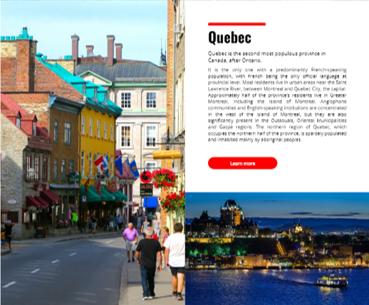 Quebec
Quebec is the second most populous province in
Canada, after Ontario.
It is the only one with a predominantly French-speaking
population, with French being the only official language at
provincial level. Most residents live in urban areas near the Saint
Lawrence River, between Montreal and Quebec City, the capital.
Approximately half of the province's residents live in Greater
Montreal, including the Island of Montreal. Anglophone
communities and English-speaking institutions are concentrated
in the west of the island of Montreal, but they are also
significant present in the Outaouais, Oriental Municipalities
and Gaspé regions. The northern region of Quebec, which
occupies the northern half of the province, is sparsely populated
and inhabited mainly by aboriginal peoples.
Learn more